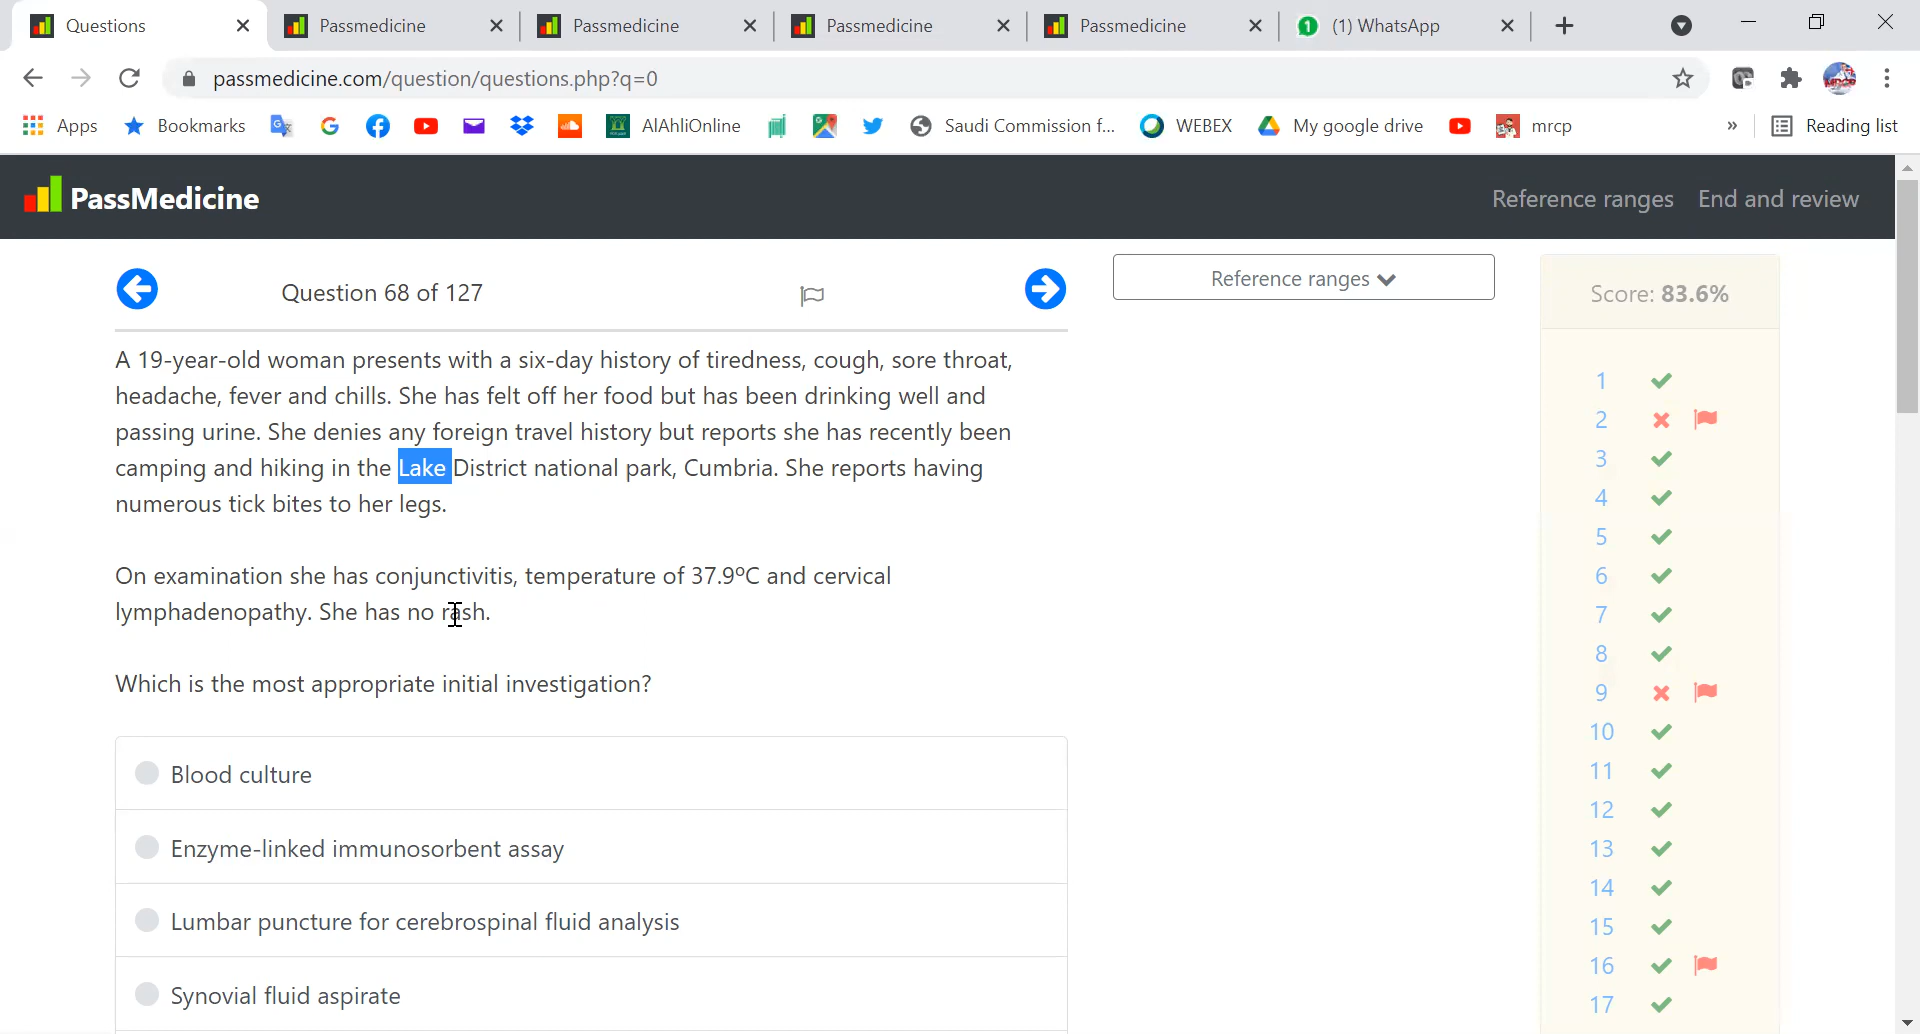 Questions
Passmedicine
Passmedicine
Passmedicine
Passmedicine
1
(1) WhatsApp
passmedicine.com/question/questions.php?q=0
Apps
Bookmarks
AlAhliOnline
Saudi Commission f...
WEBEX
My google drive
mrcp
»
Reading list
PassMedicine
Reference ranges
End and review
Question 68 of 127
Reference ranges
Score: 83.6%
A 19-year-old woman presents with a six-day history of tiredness, cough, sore throat,
headache, fever and chills. She has felt off her food but has been drinking well and
passing urine. She denies any foreign travel history but reports she has recently been
camping and hiking in the Lake District national park, Cumbria. She reports having
numerous tick bites to her legs.
On examination she has conjunctivitis, temperature of 37.9ºC and cervical
lymphadenopathy. She has no rash.
Which is the most appropriate initial investigation?
Blood culture
Enzyme-linked immunosorbent assay
Lumbar puncture for cerebrospinal fluid analysis
Synovial fluid aspirate
1
2
3
4
5
6
7
8
9
10
11
12
13
14
15
16
17